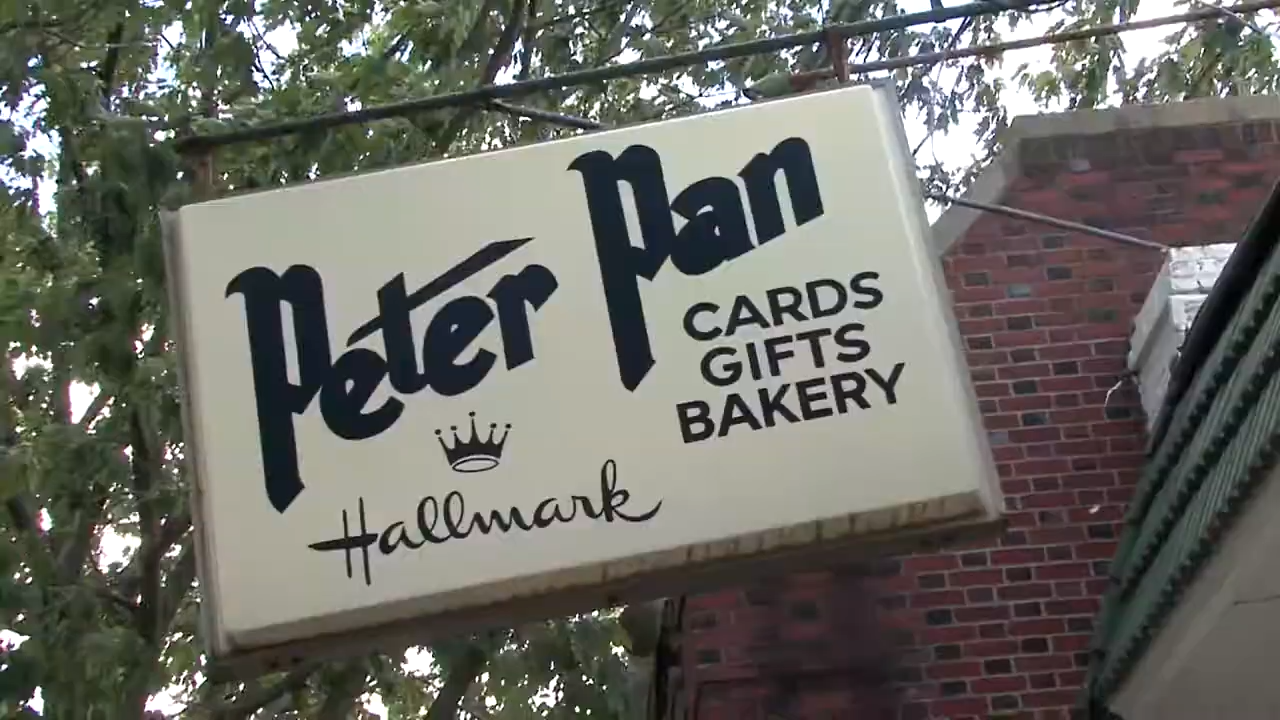 Peter Pan
CARDS
GIFTS
BAKERY
Hallmark